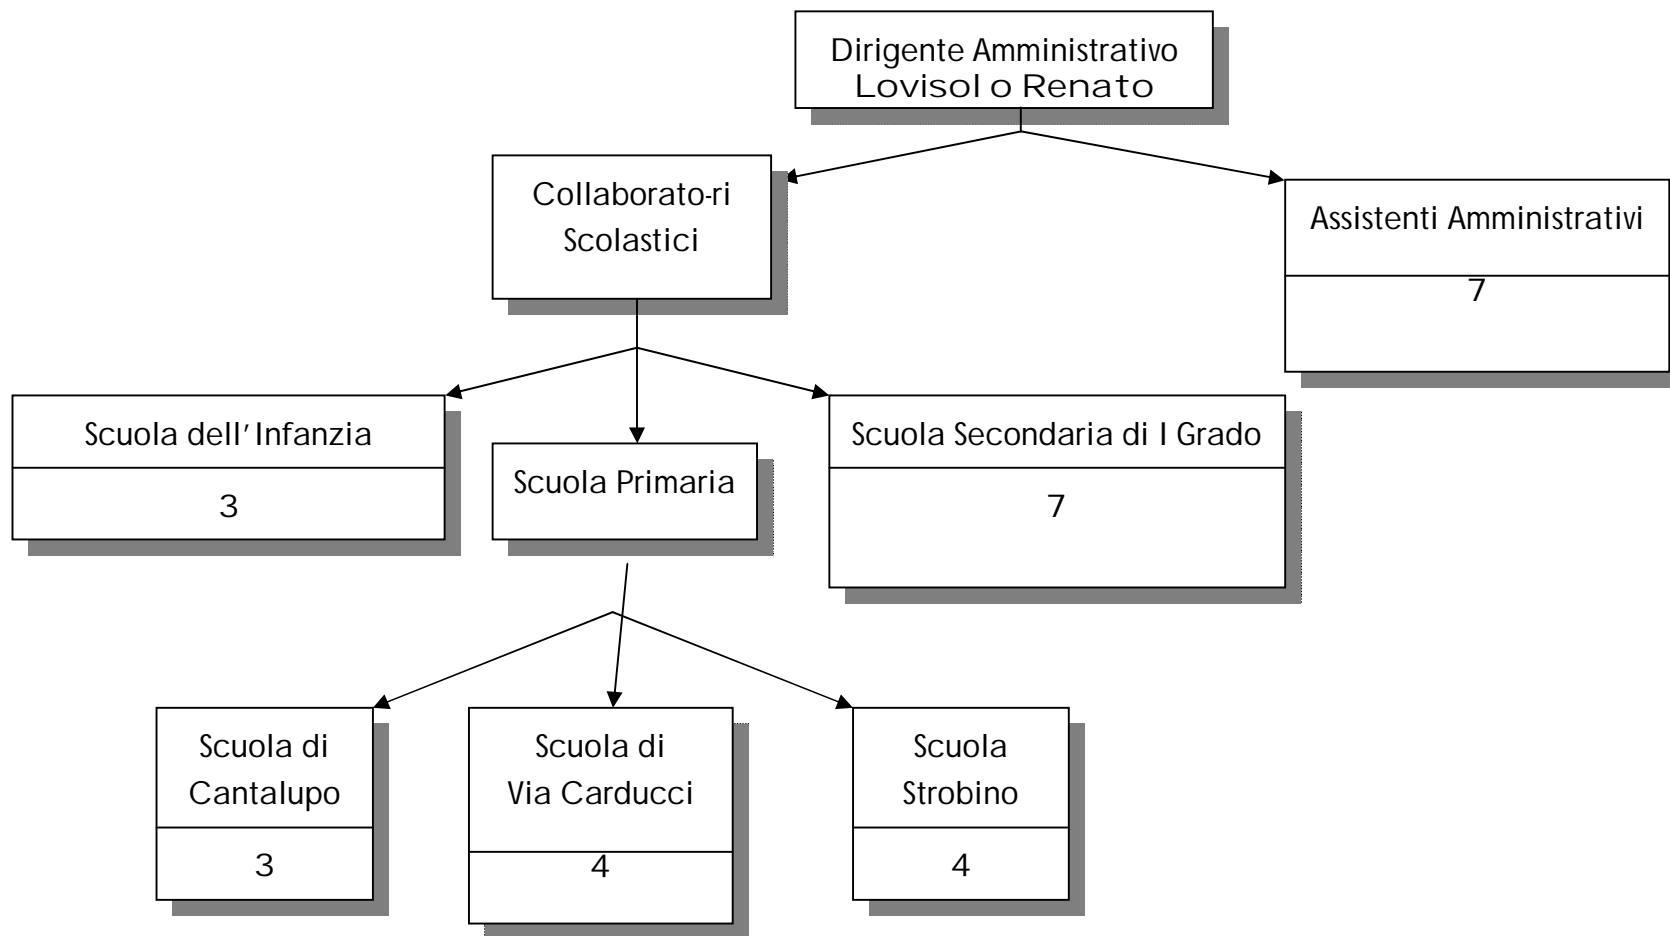 Dirigente Amministrativo
Lovisolo Renato
Collaborato-ri
Scolastici
Assistenti Amministrativi
7
Scuola dell'Infanzia
3
Scuola Primaria
Scuola Secondaria di I Grado
7
Scuola di
Cantalupo
3
Scuola di
Via Carducci
4
Scuola
Strobino
4